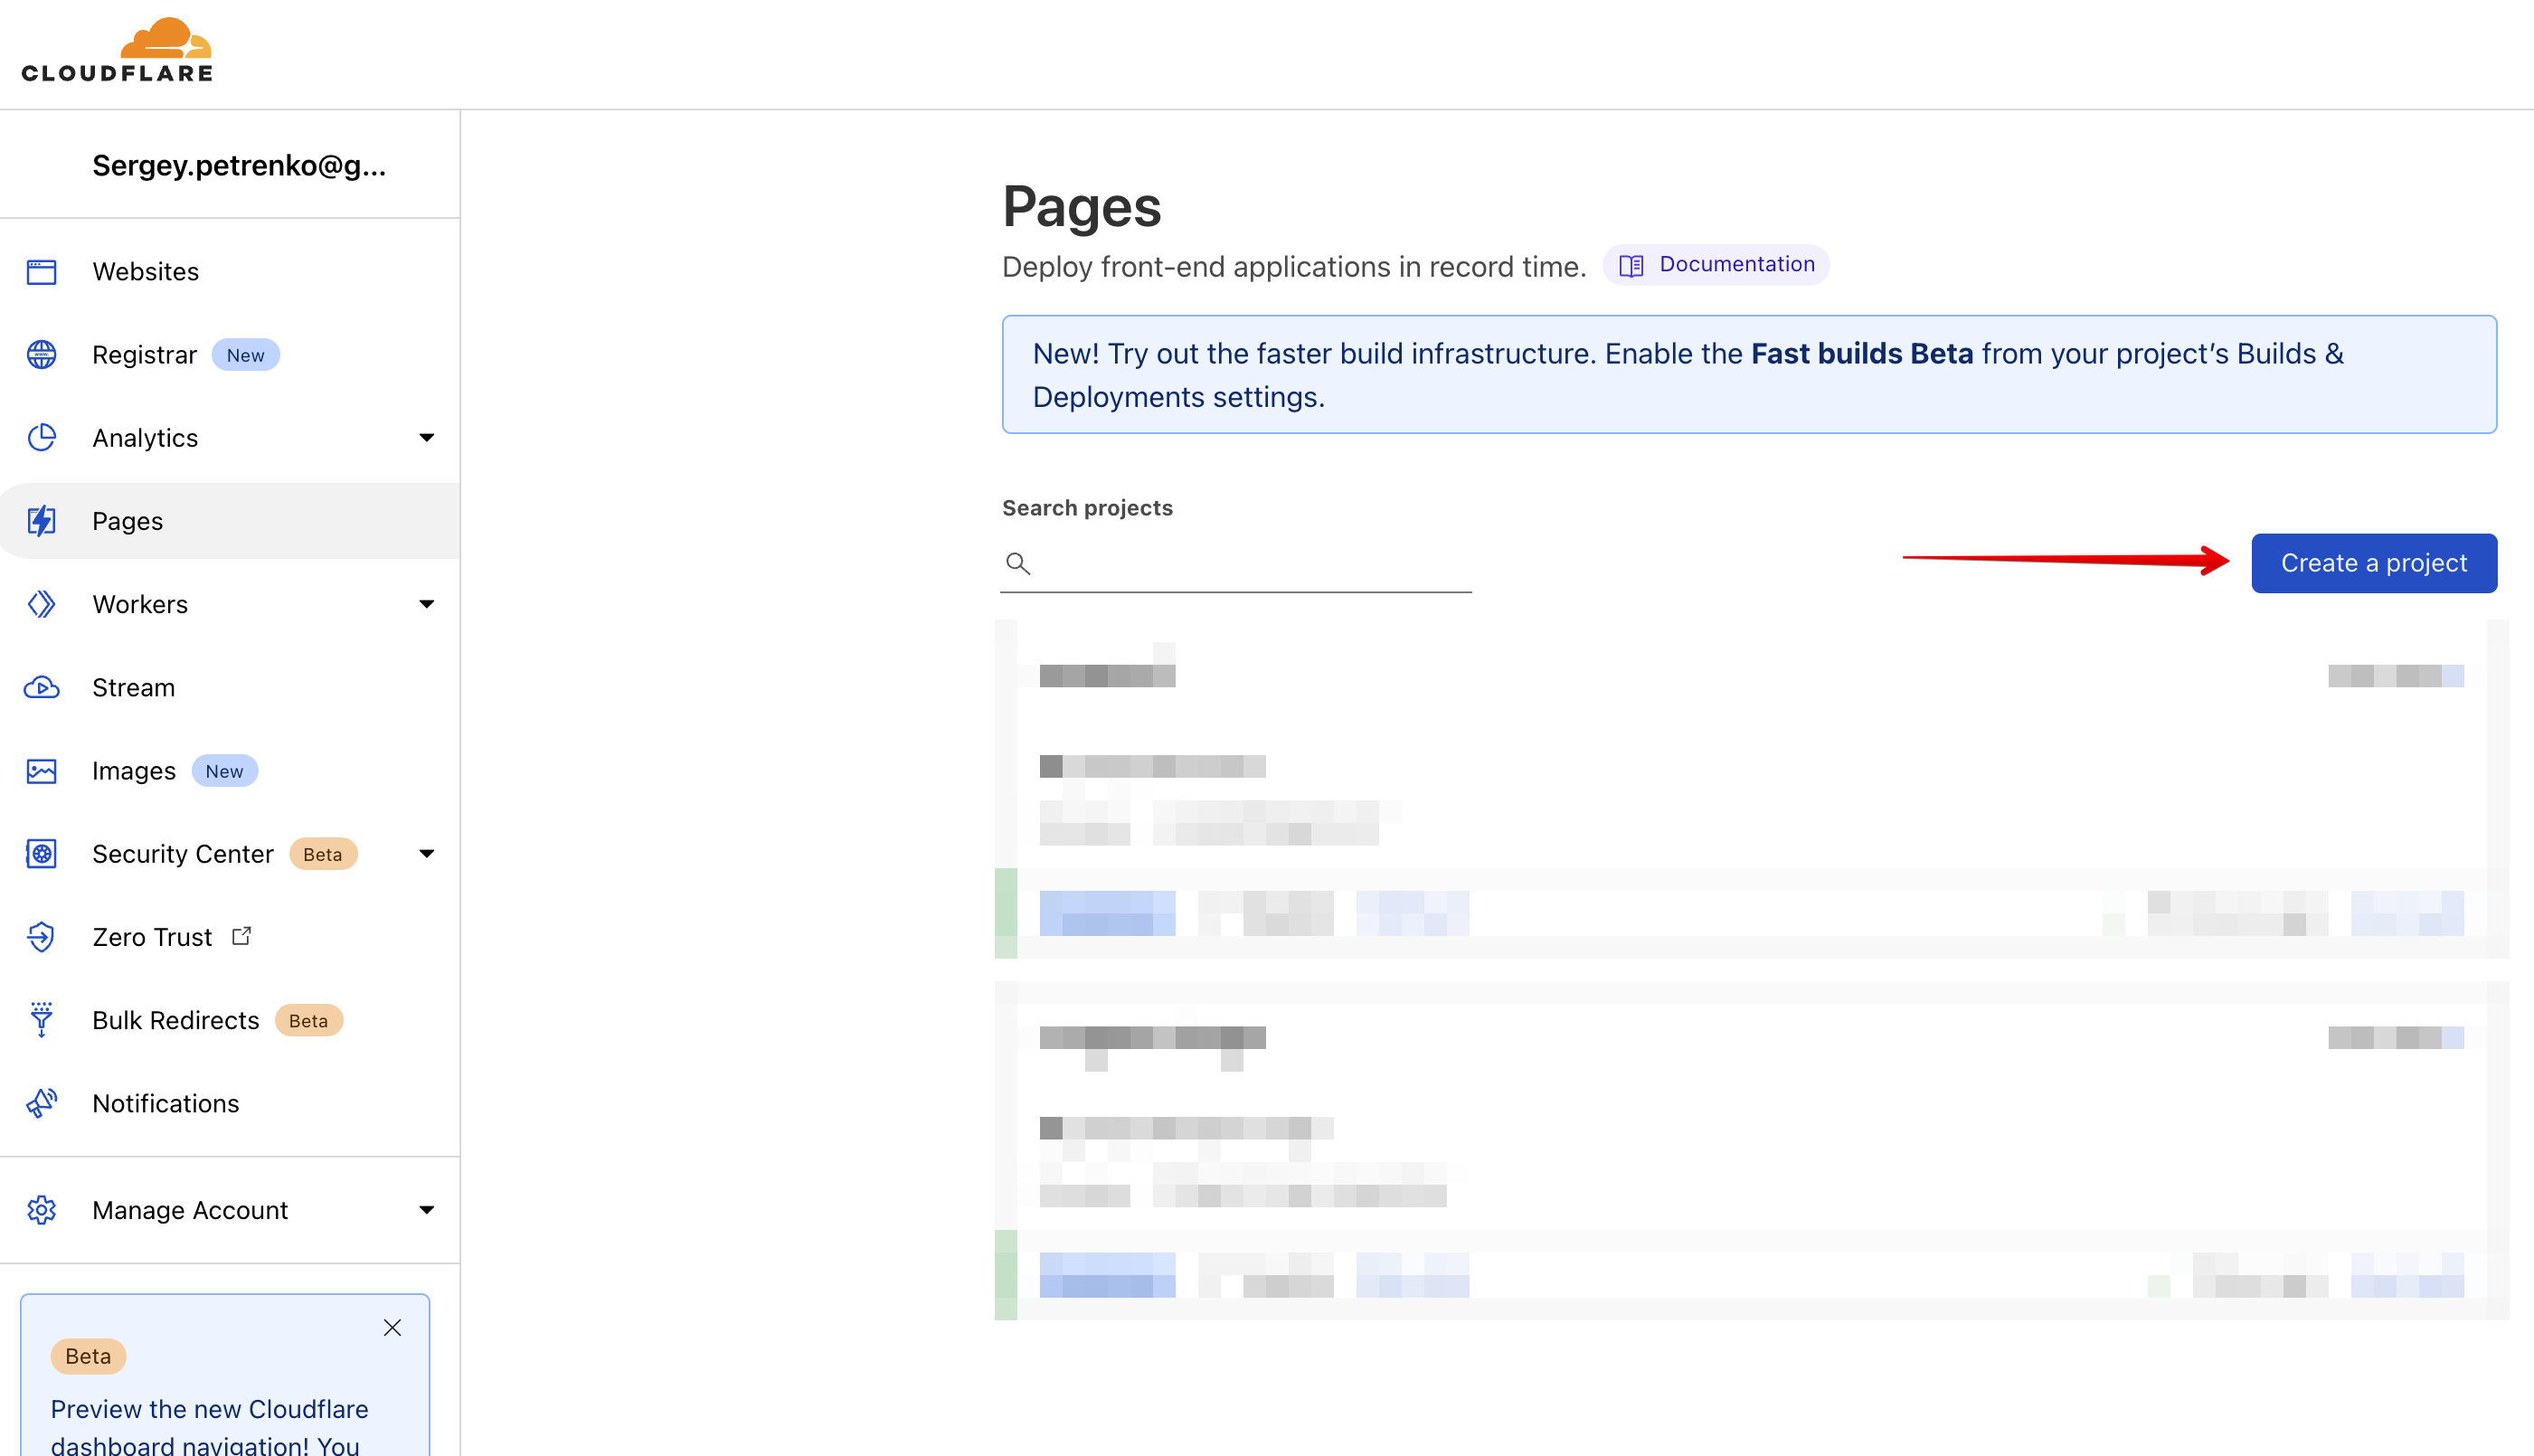 CLOUDFLARE
Sergey.petrenko@g...
Websites
Registrar New
Analytics
Pages
Workers
Stream
Images New
Security Center Beta
Zero Trust
Bulk Redirects Beta
Notifications
Manage Account
Beta
Preview the new Cloudflare
dashboard navigation! You
Pages
Deploy front-end applications in record time. Documentation
New! Try out the faster build infrastructure. Enable the Fast builds Beta from your project’s Builds &
Deployments settings.
Search projects
Create a project